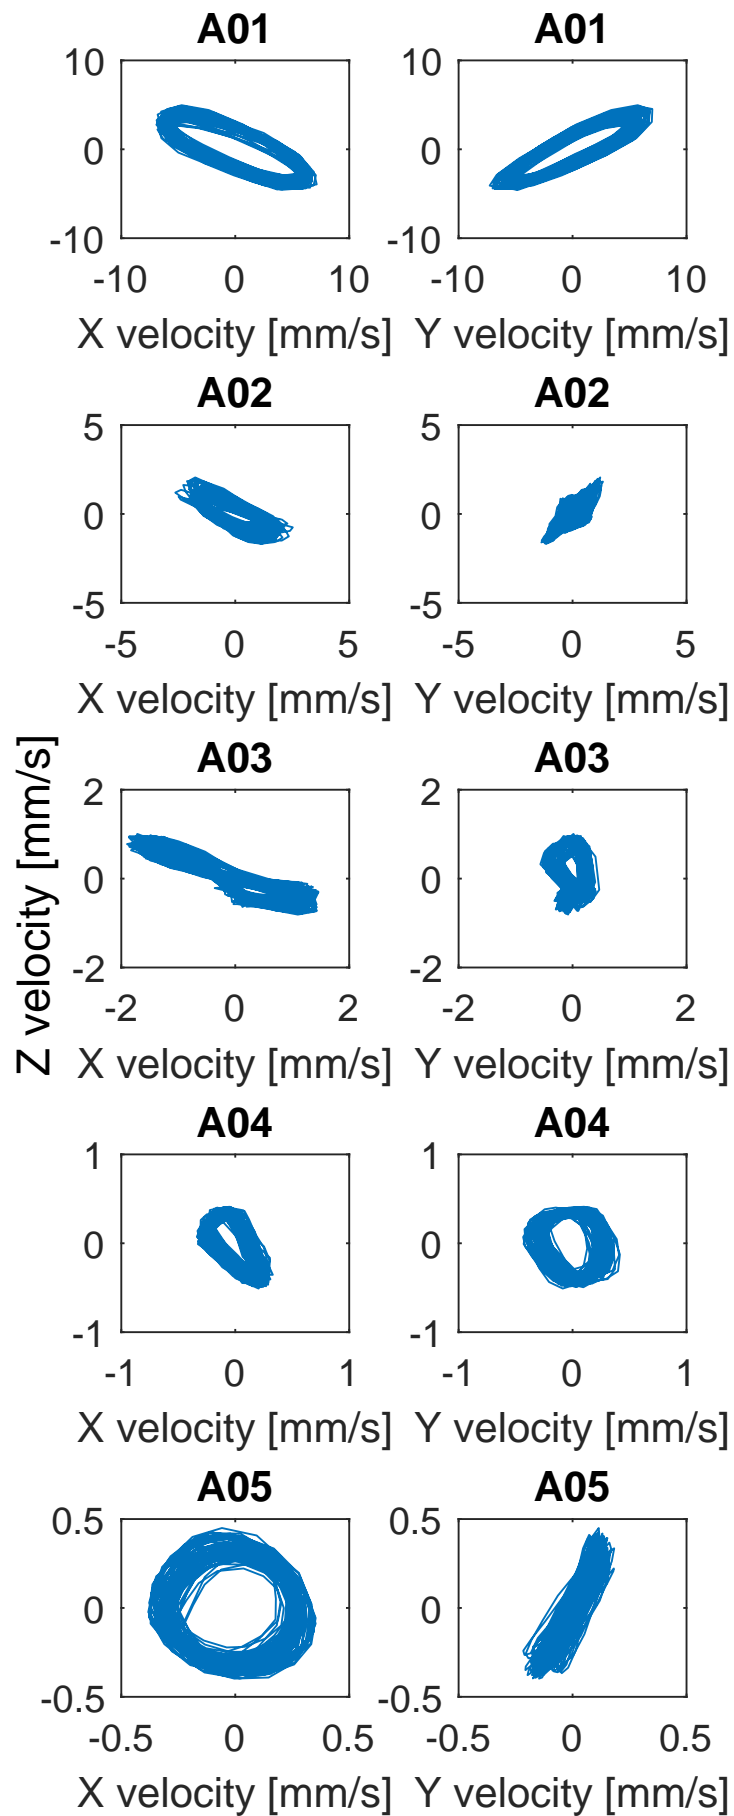 A01 A01
10 10
0 0
-10 -10
-10 0 10 -10 0 10
X velocity [mm/s] Y velocity [mm/s]
A02 A02
5 5
0 0
-5 -5
-5 0 5 -5 0 5
X velocity [mm/s] Y velocity [mm/s]
Z velocity [mm/s]
A03 A03
2 2
0 0
-2 -2
-2 0 2 -2 0 2
X velocity [mm/s] Y velocity [mm/s]
A04 A04
1 1
0 0
-1 -1
-1 0 1 -1 0 1
X velocity [mm/s] Y velocity [mm/s]
A05 A05
0.5 0.5
0 0
-0.5 -0.5
-0.5 0 0.5 -0.5 0 0.5
X velocity [mm/s] Y velocity [mm/s]